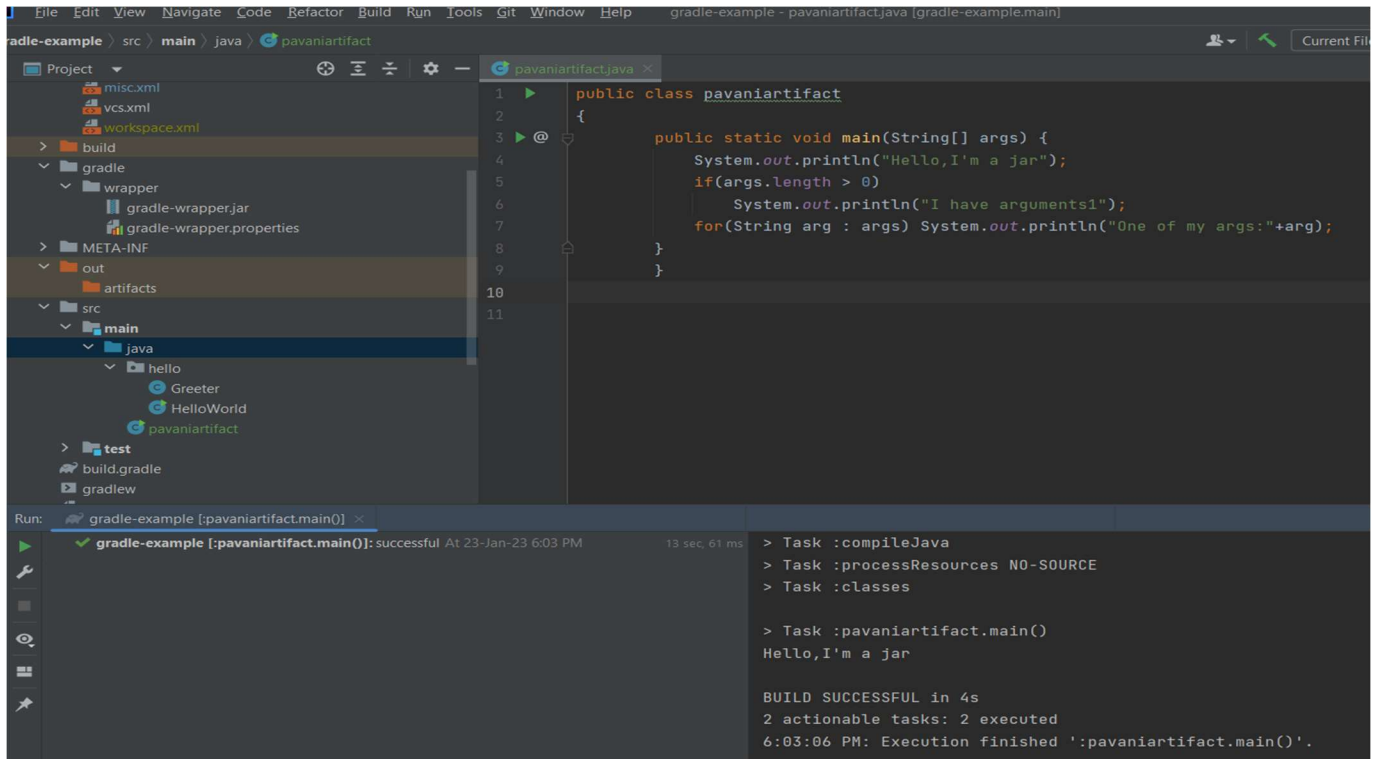 File Edit View Navigate Code Refactor Build Run Tools Git Window Help gradle-example - pavaniartifact.java [gradle-example.main]
radle-example > src > main > java > pavaniartifact
Current Fil
Project
pavaniartifact.java
misc.xml
vcs.xml
workspace.xml
build
gradle
wrapper
gradle-wrapper.jar
gradle-wrapper.properties
META-INF
out
artifacts
src
main
java
hello
Greeter
HelloWorld
pavaniartifact
test
build.gradle
gradlew
1 public class pavaniartifact
2 {
3 @ public static void main(String[] args) {
4 System.out.println("Hello,I'm a jar");
5 if(args.length > 0)
6 System.out.println("I have arguments1");
7 for(String arg : args) System.out.println("One of my args:"+arg);
8 }
9 }
10
11
Run: gradle-example [:pavaniartifact.main()]
gradle-example [:pavaniartifact.main()]: successful At 23-Jan-23 6:03 PM 13 sec, 61 ms
> Task :compileJava
> Task :processResources NO-SOURCE
> Task :classes
> Task :pavaniartifact.main()
Hello,I'm a jar
BUILD SUCCESSFUL in 4s
2 actionable tasks: 2 executed
6:03:06 PM: Execution finished ':pavaniartifact.main()'.